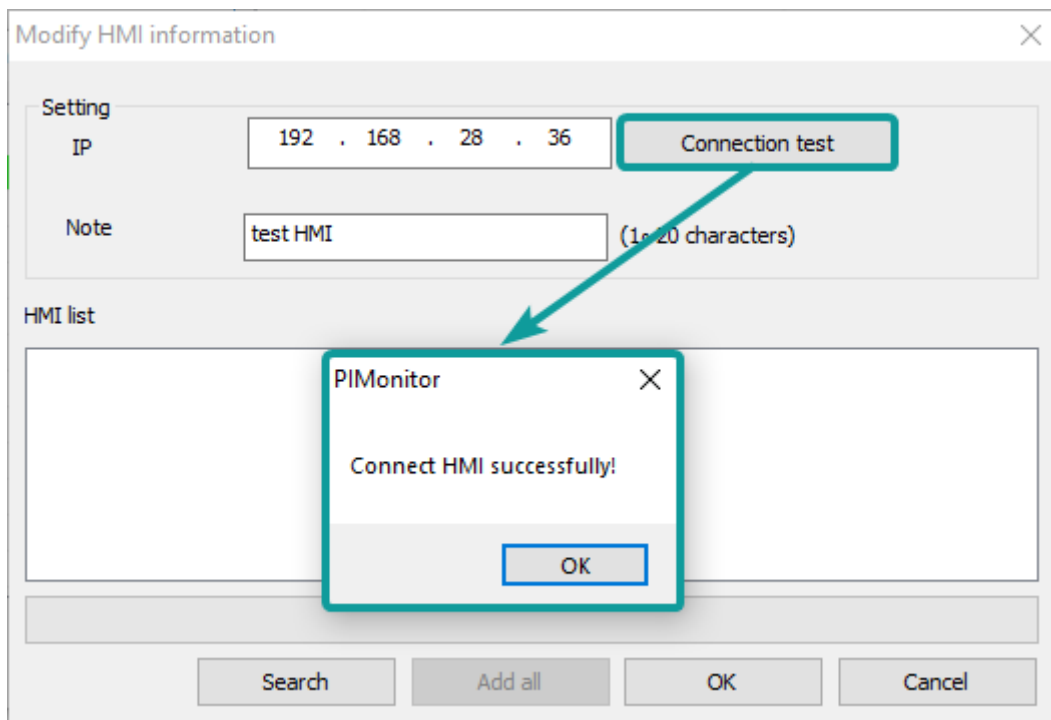 Modify HMI information
Setting
IP 192 . 168 . 28 . 36 Connection test
Note test HMI (1~20 characters)
HMI list
PIMonitor
Connect HMI successfully!
OK
Search Add all OK Cancel